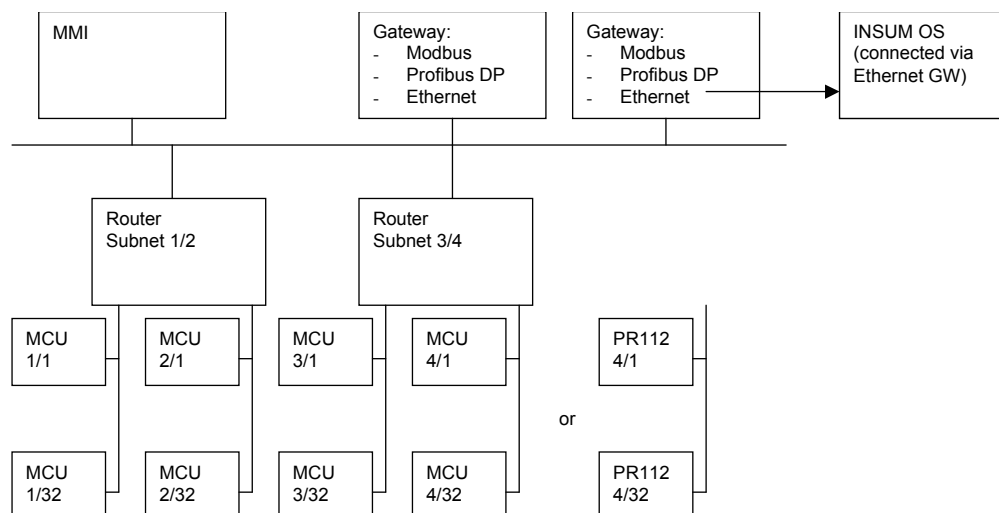 MMI
Gateway:
- Modbus
- Profibus DP
- Ethernet
Gateway:
- Modbus
- Profibus DP
- Ethernet
INSUM OS
(connected via
Ethernet GW)
Router
Subnet 1/2
Router
Subnet 3/4
MCU
1/1
MCU
2/1
MCU
3/1
MCU
4/1
PR112
4/1
or
MCU
1/32
MCU
2/32
MCU
3/32
MCU
4/32
PR112
4/32